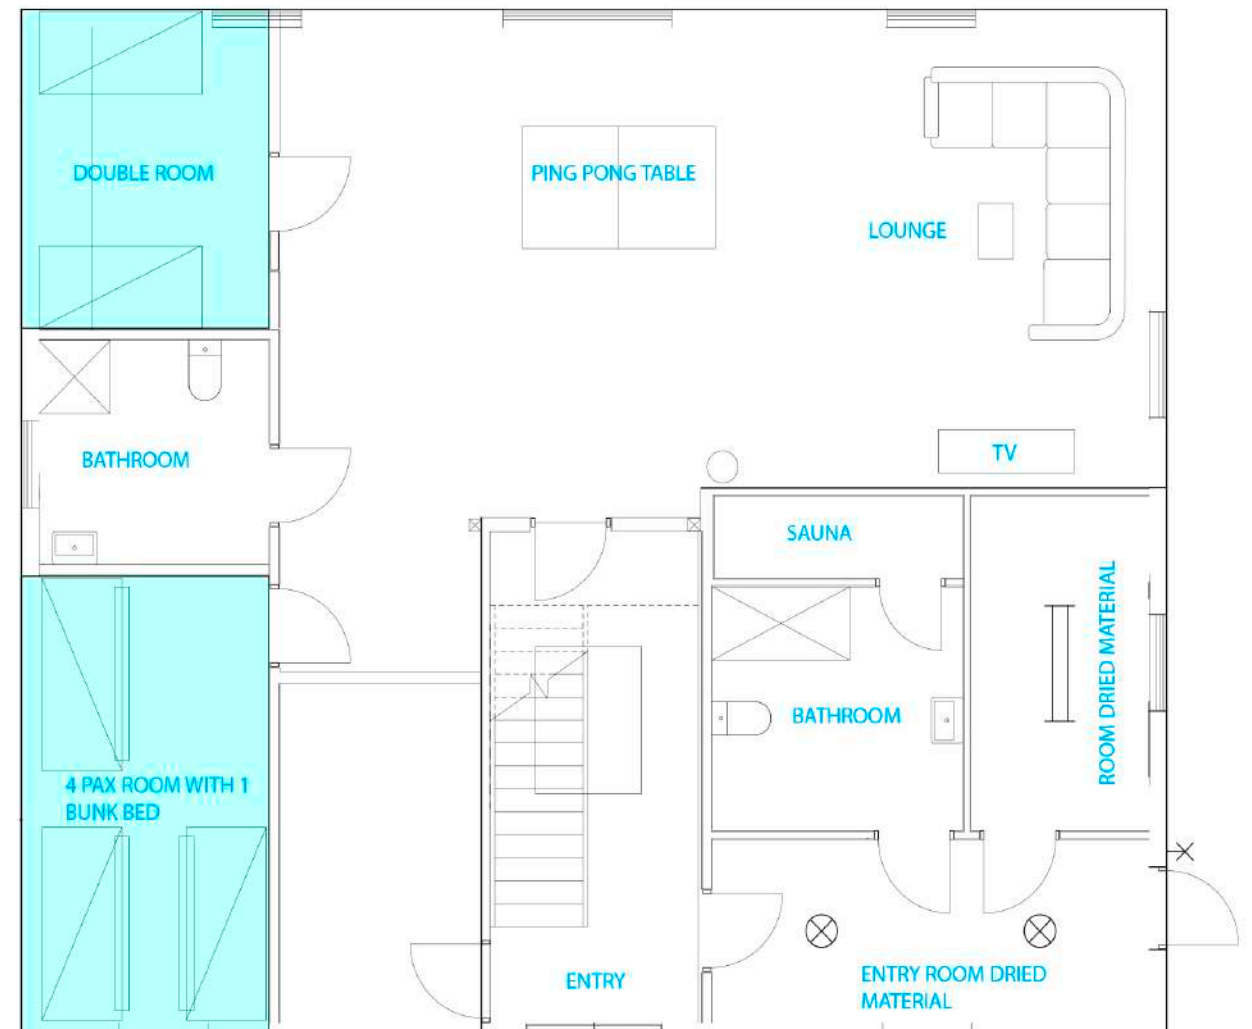 DOUBLE ROOM
PING PONG TABLE
LOUNGE
BATHROOM
TV
SAUNA
ROOM DRIED MATERIAL
BATHROOM
4 PAX ROOM WITH 1
BUNK BED
ENTRY
ENTRY ROOM DRIED
MATERIAL